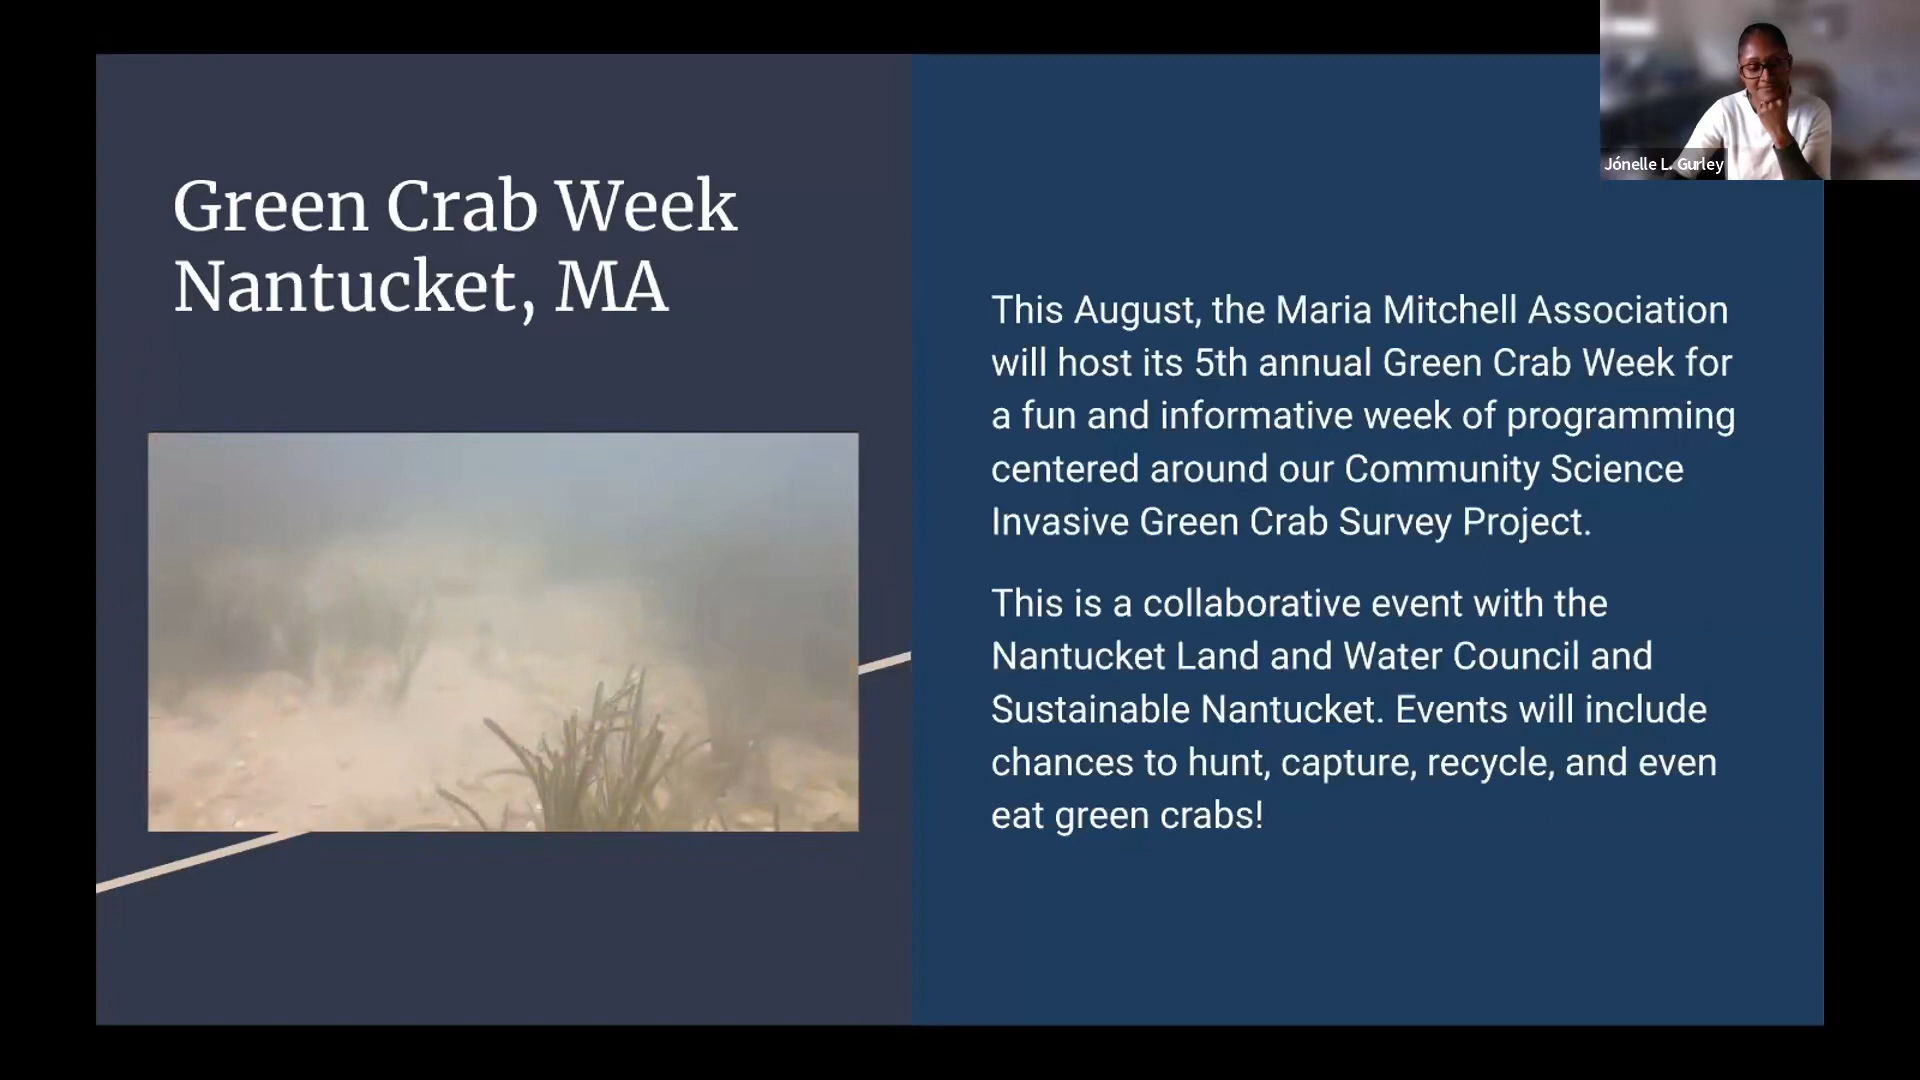 Green Crab Week
Nantucket, MA
This August, the Maria Mitchell Association
will host its 5th annual Green Crab Week for
a fun and informative week of programming
centered around our Community Science
Invasive Green Crab Survey Project.
This is a collaborative event with the
Nantucket Land and Water Council and
Sustainable Nantucket. Events will include
chances to hunt, capture, recycle, and even
eat green crabs!
Jónelle L. Gurley